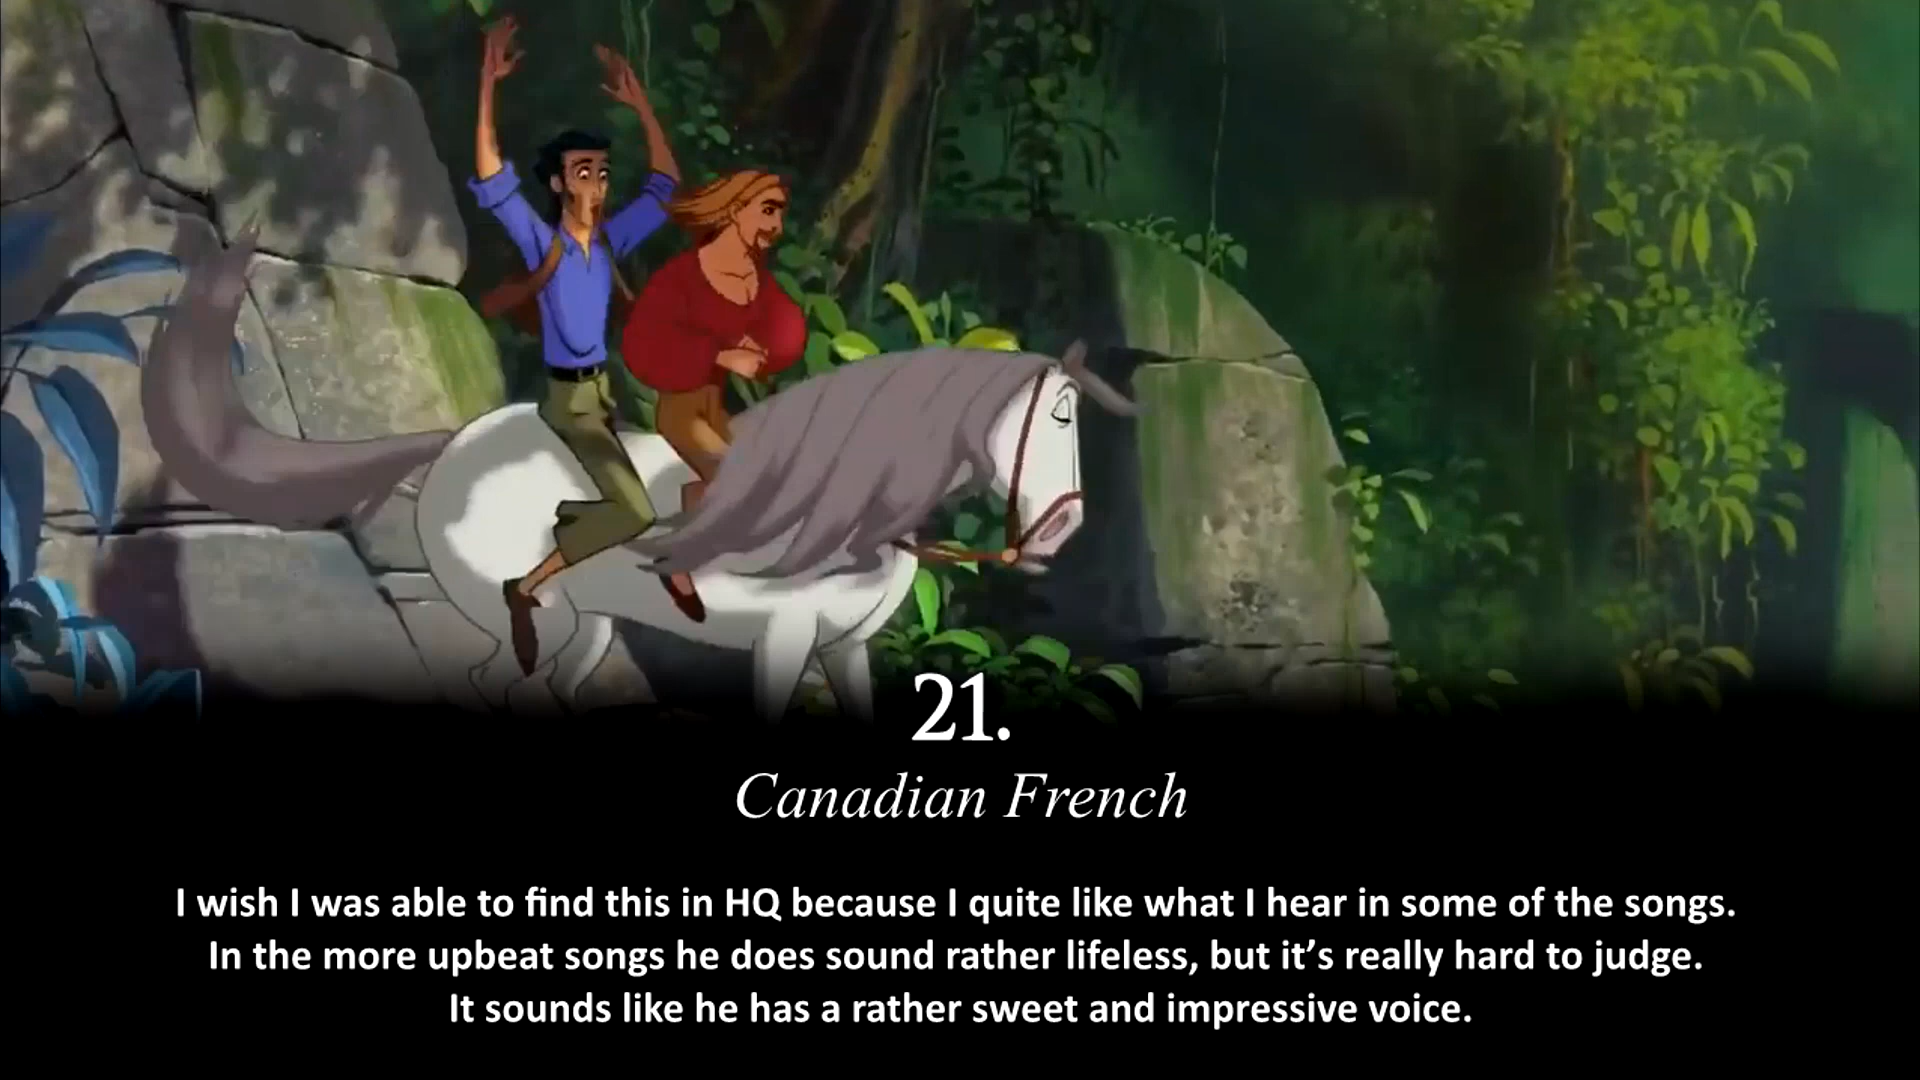 21.
Canadian French
I wish I was able to find this in HQ because I quite like what I hear in some of the songs.
In the more upbeat songs he does sound rather lifeless, but it’s really hard to judge.
It sounds like he has a rather sweet and impressive voice.